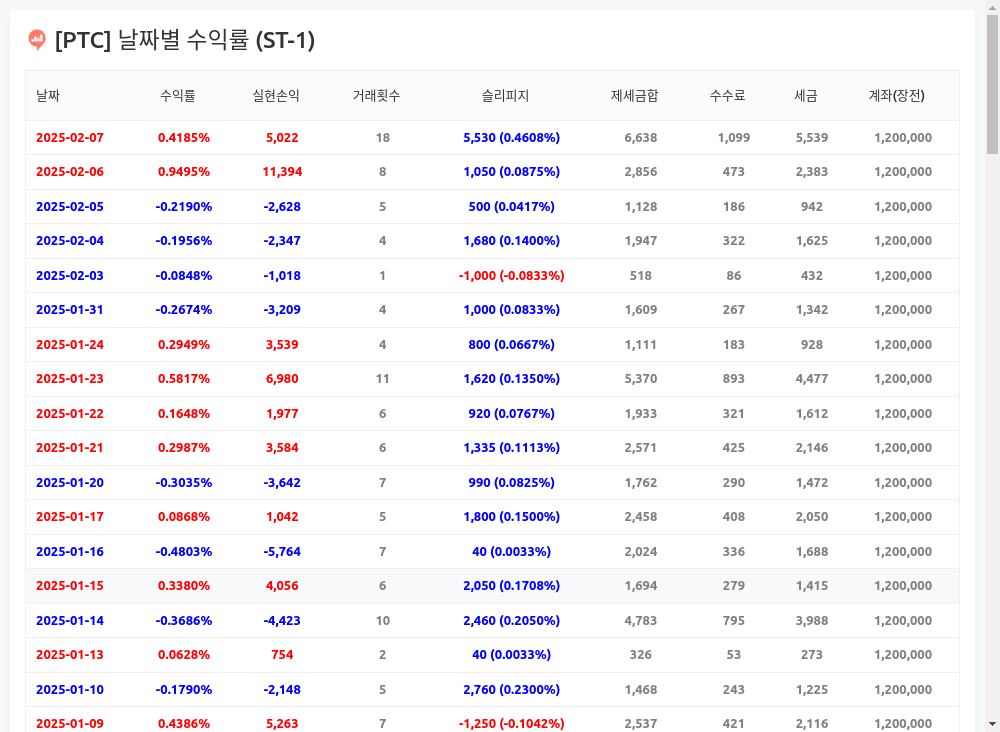 [PTC] 날짜별 수익률 (ST-1)
날짜 수익률 실현손익 거래횟수 슬리피지 제세금합 수수료 세금 계좌(장전)
2025-02-07 0.4185% 5,022 18 5,530 (0.4608%) 6,638 1,099 5,539 1,200,000
2025-02-06 0.9495% 11,394 8 1,050 (0.0875%) 2,856 473 2,383 1,200,000
2025-02-05 -0.2190% -2,628 5 500 (0.0417%) 1,128 186 942 1,200,000
2025-02-04 -0.1956% -2,347 4 1,680 (0.1400%) 1,947 322 1,625 1,200,000
2025-02-03 -0.0848% -1,018 1 -1,000 (-0.0833%) 518 86 432 1,200,000
2025-01-31 -0.2674% -3,209 4 1,000 (0.0833%) 1,609 267 1,342 1,200,000
2025-01-24 0.2949% 3,539 4 800 (0.0667%) 1,111 183 928 1,200,000
2025-01-23 0.5817% 6,980 11 1,620 (0.1350%) 5,370 893 4,477 1,200,000
2025-01-22 0.1648% 1,977 6 920 (0.0767%) 1,933 321 1,612 1,200,000
2025-01-21 0.2987% 3,584 6 1,335 (0.1113%) 2,571 425 2,146 1,200,000
2025-01-20 -0.3035% -3,642 7 990 (0.0825%) 1,762 290 1,472 1,200,000
2025-01-17 0.0868% 1,042 5 1,800 (0.1500%) 2,458 408 2,050 1,200,000
2025-01-16 -0.4803% -5,764 7 40 (0.0033%) 2,024 336 1,688 1,200,000
2025-01-15 0.3380% 4,056 6 2,050 (0.1708%) 1,694 279 1,415 1,200,000
2025-01-14 -0.3686% -4,423 10 2,460 (0.2050%) 4,783 795 3,988 1,200,000
2025-01-13 0.0628% 754 2 40 (0.0033%) 326 53 273 1,200,000
2025-01-10 -0.1790% -2,148 5 2,760 (0.2300%) 1,468 243 1,225 1,200,000
2025-01-09 0.4386% 5,263 7 -1,250 (-0.1042%) 2,537 421 2,116 1,200,000